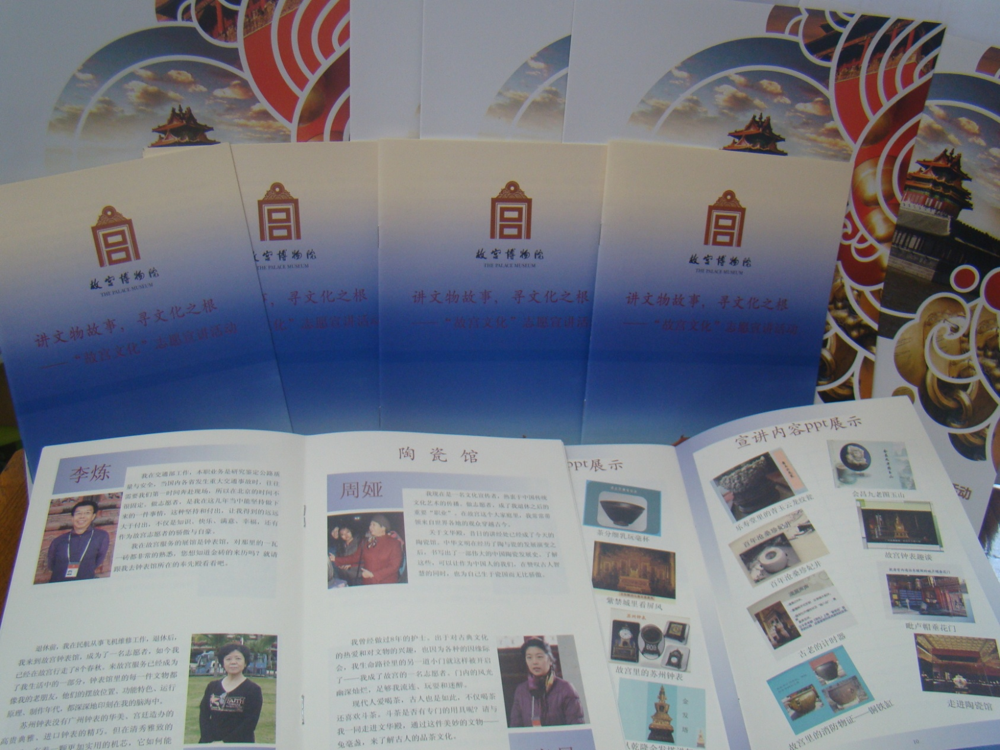 故宫博物院
THE PALACE MUSEUM
讲文物故事，寻文化之根
——“故宫文化”志愿宣讲活动
故宫博物院
THE PALACE MUSEUM
，寻文化之根
化”志愿宣讲活动
故宫博物院
THE PALACE MUSEUM
讲文物故事，寻文化之根
——“故宫文化”志愿宣讲活
故宫博物院
THE PALACE MUSEUM
讲文物故事，寻文化之根
——“故宫文化”志愿宣讲活动
活动
李炼
我在交通部工作，本职业务是研究鉴定公路质
量与安全，当国内各省发生重大交通事故时，往往
需要我们第一时间奔赴现场，所以在北京的时间不
很固定。做志愿者，是我在这几年当中能坚持做下
来的一件事情，这种坚持和付出，让我得到的远远
大于付出，不仅是知识、快乐、满意、幸福，还有
作为故宫志愿者的骄傲与自豪。
我在故宫服务的展馆是钟表馆，对那里的一瓦
一砖都非常的熟悉。您想知道金砖的来历吗？就请
跟我去钟表馆所在的奉先殿看看吧。
退休前，我在民航从事飞机维修工作，退休后，
我来到故宫钟表馆，成为了一名志愿者，如今我
已经在故宫行走了8个春秋。来故宫服务已经成为
了我生活中的一部分，钟表馆里的每一件文物都
像我的老朋友，他们的摆放位置、功能特色、运行
原理、制作年代，都深深地印刻在我的脑海中。
苏州钟表没有广州钟表的华美、宫廷造办的
高贵典雅、进口钟表的精巧。但在清秀雅致的
有着一颗更加实用的机芯，它如何能
陶瓷馆
周娅
我现在是一名文化宣传者，热衷于中国传统
文化艺术的传播。做志愿者，成了我退休之后的
重要“职业”。在故宫这个大家庭里，我常常带
领来自世界各地的观众穿越古今。
关于文华殿，昔日的讲经处已经成了今天的
陶瓷馆。中华文明在经历了陶与瓷的发展演变之
后，书写出了一部伟大的中国陶瓷发展史。了解
这些，可以让作为中国人的我们，在赞叹古人智
慧的同时，也为自己生于瓷国而无比骄傲。
我曾经做过8年的护士。出于对古典文化
的热爱和对文物的兴趣，也因为各种的因缘际
会，我生命路径里的另一道小门就这样被开启
了——我成了故宫的一名志愿者。门内的风光
幽深灿烂，足够我流连、玩耍和迷醉。
现代人爱喝茶，古人也是如此，不仅喝茶
还喜欢斗茶。斗茶是否有专门的用具呢？请与
我一同走进文华殿，通过这件美妙的文物——
兔毫盏，来了解古人的品茶文化。
ppt展示
茶分细乳玩毫杯
紫禁城里看屏风
苏州钟表
故宫里的苏州钟表
金发塔
宣讲内容ppt展示
乐寿堂里的青玉云龙纹瓮
会昌九老图玉山
百年沧桑珍妃井
百年沧桑珍妃井
故宫钟表趣谈
古老的计时器
毗卢帽垂花门
故宫里的消防物证——铜铁缸
走进陶瓷馆
10